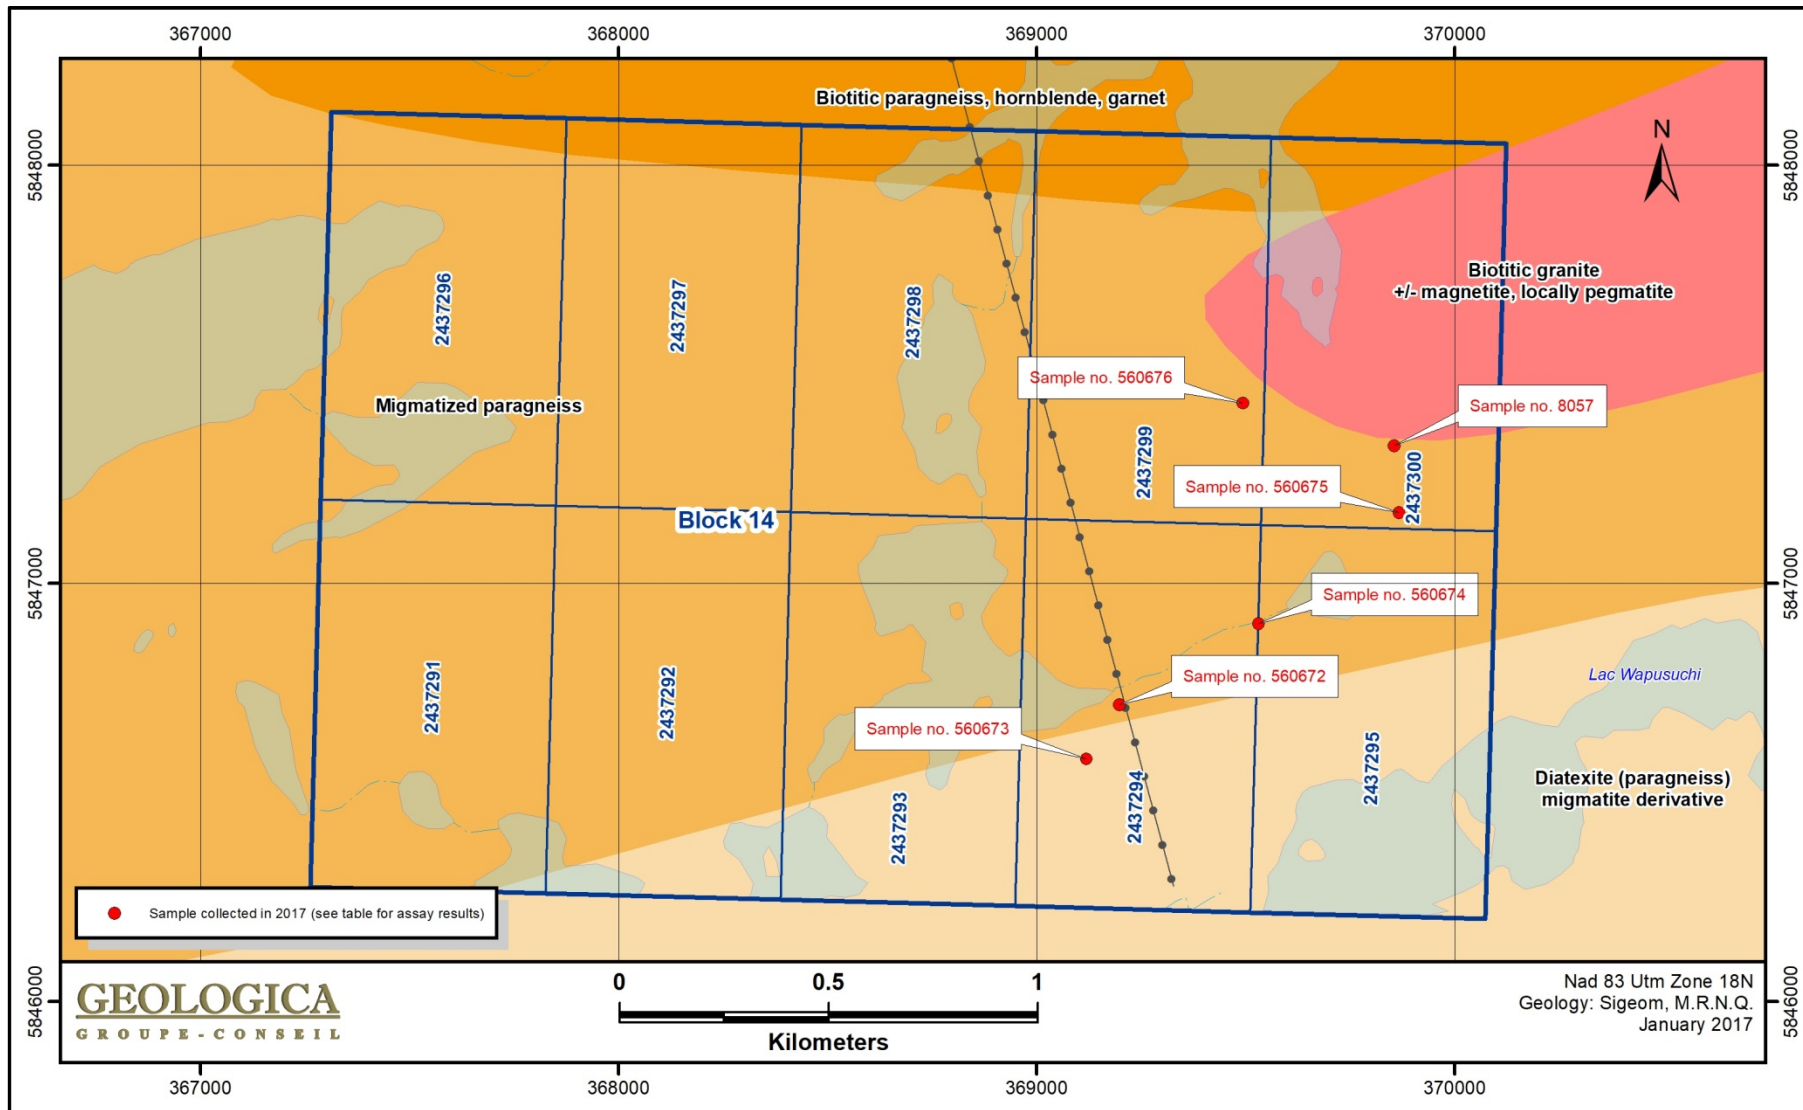 367000
368000
369000
370000
Biotitic paragneiss, hornblende, garnet
N
5848000
5848000
Biotitic granite
+/- magnetite, locally pegmatite
2437296
2437297
2437298
Sample no. 560676
Migmatized paragneiss
Sample no. 8057
2437299
Sample no. 560675
2437300
Block 14
5847000
5847000
Sample no. 560674
Sample no. 560672
Lac Wapusuchi
2437291
2437292
Sample no. 560673
2437295
Diatexite (paragneiss)
migmatite derivative
2437293
2437294
Sample collected in 2017 (see table for assay results)
GEOLOGICA
GROUPE-CONSEIL
0
0.5
1
Kilometers
Nad 83 Utm Zone 18N
Geology: Sigeom, M.R.N.Q.
January 2017
5846000
5846000
367000
368000
369000
370000